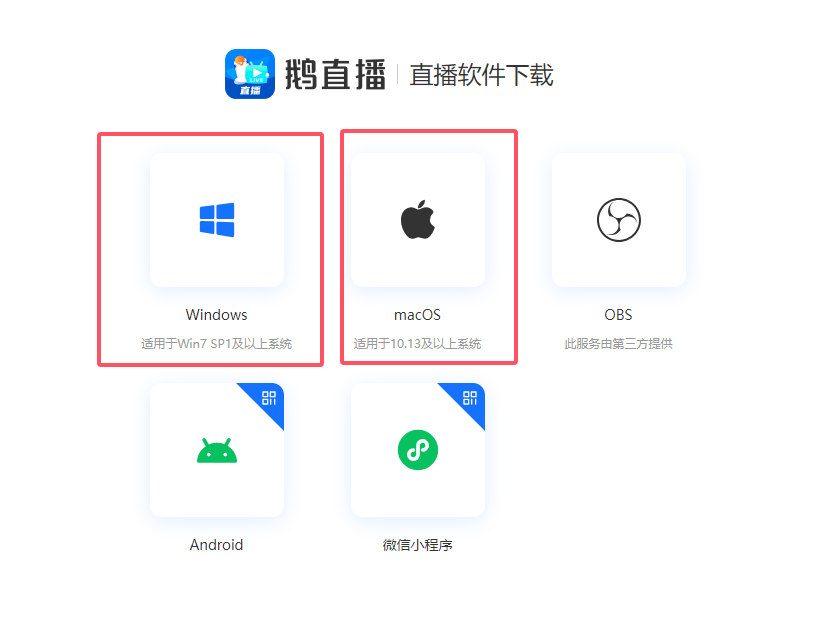 LIVE
直播
鹅直播
直播软件下载
Windows
macOS
OBS
适用于Win7 SP1及以上系统
适用于10.13及以上系统
此服务由第三方提供
Android
微信小程序